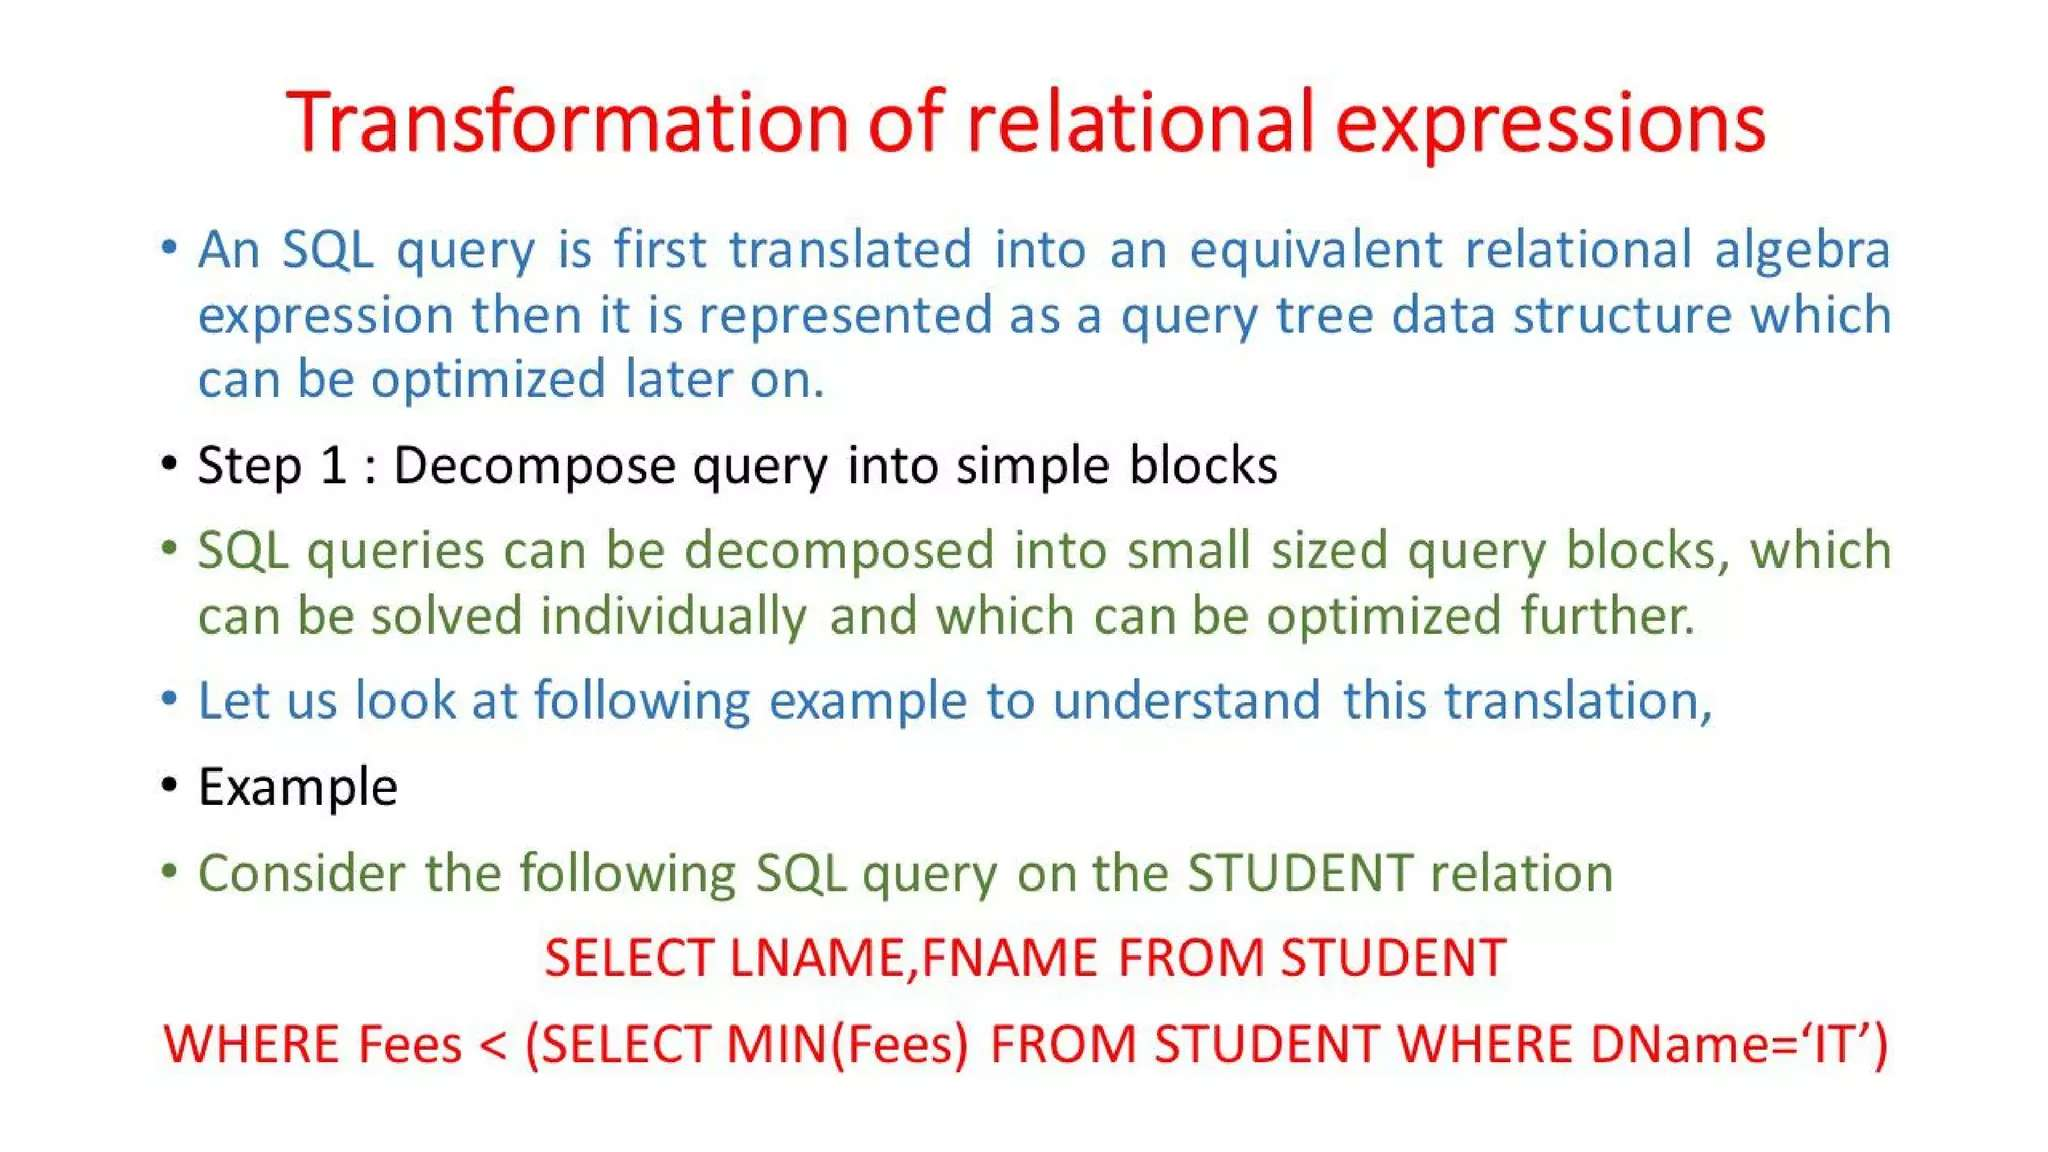 Transformation of relational expressions
• An SQL query is first translated into an equivalent relational algebra
expression then it is represented as a query tree data structure which
can be optimized later on.
• Step 1 : Decompose query into simple blocks
• SQL queries can be decomposed into small sized query blocks, which
can be solved individually and which can be optimized further.
• Let us look at following example to understand this translation,
• Example
• Consider the following SQL query on the STUDENT relation
SELECT LNAME,FNAME FROM STUDENT
WHERE Fees < (SELECT MIN(Fees) FROM STUDENT WHERE DName=‘IT’)